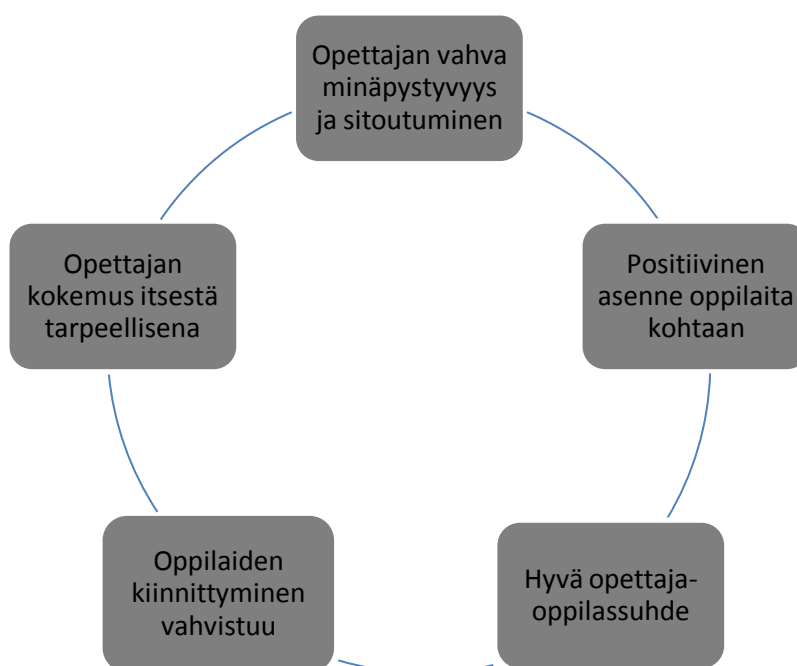 Opettajan vahva
minäpystyvyys
ja sitoutuminen
Positiivinen
asenne oppilaita
kohtaan
Hyvä opettaja-
oppilassuhde
Oppilaiden
kiinnittyminen
vahvistuu
Opettajan
kokemus itsestä
tarpeellisena